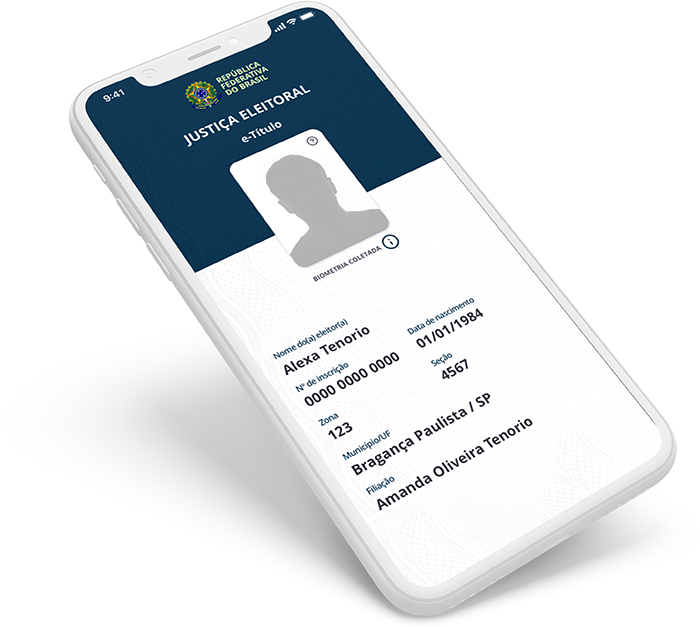 9:41
REPÚBLICA
FEDERATIVA
DO BRASIL
JUSTIÇA ELEITORAL
e-Título
?
BIOMETRIA COLETADA i
Nome do(a) eleitor(a)
Alexa Tenorio
Data de nascimento
01/01/1984
Nº de inscrição
0000 0000 0000
Seção
4567
Zona
123
Município/UF
Bragança Paulista / SP
Filiação
Amanda Oliveira Tenorio